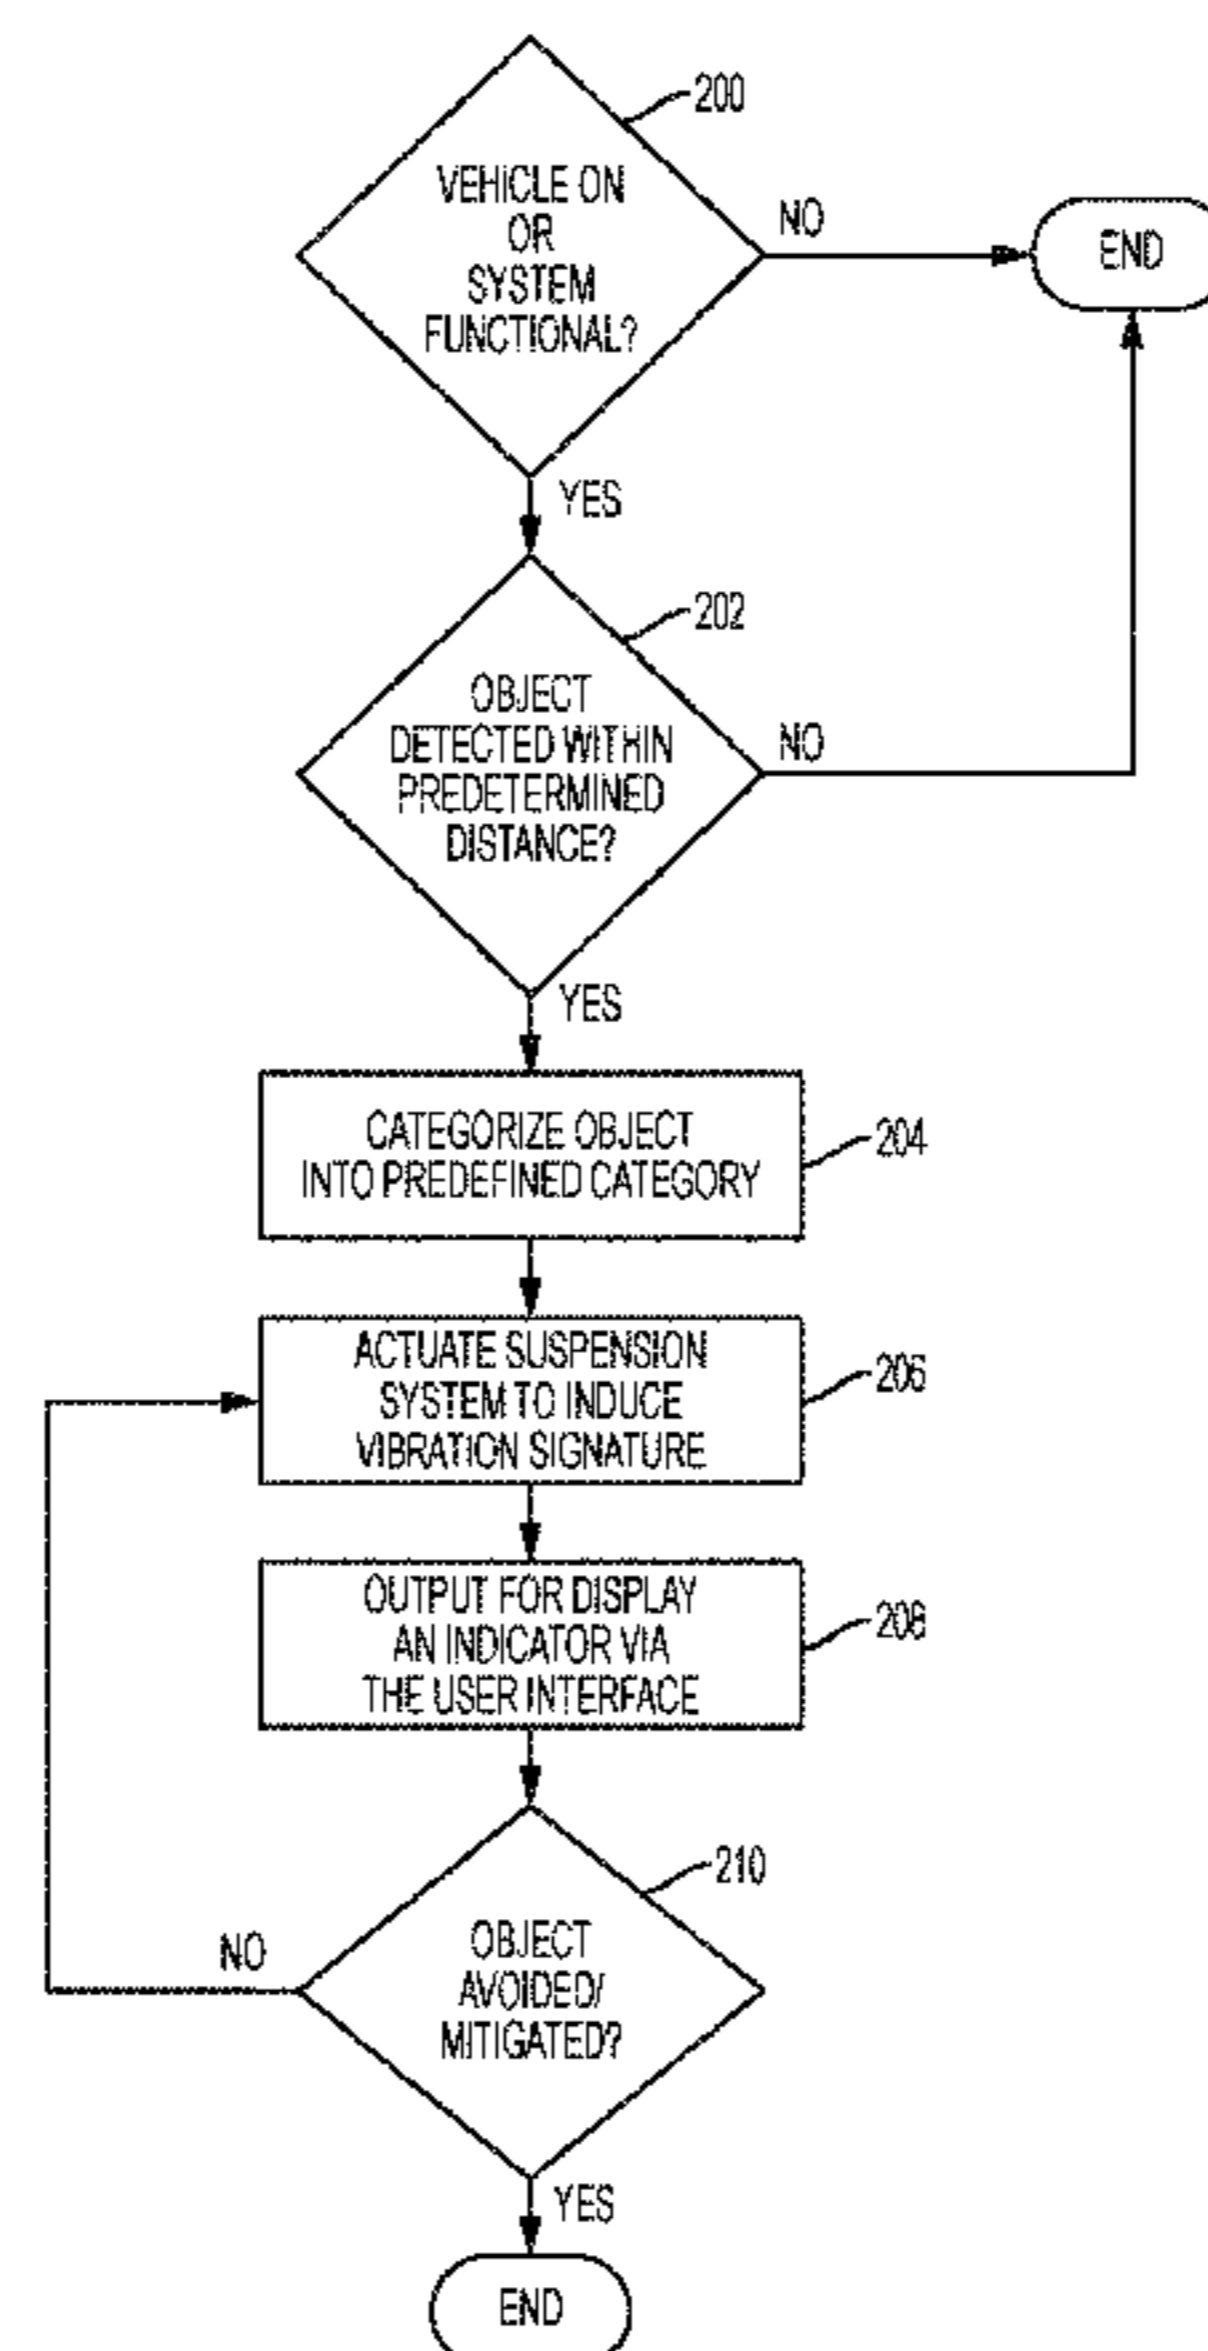 200
VEHICLE ON
OR
SYSTEM
FUNCTIONAL?
NO
END
YES
202
OBJECT
DETECTED WITHIN
PREDETERMINED
DISTANCE?
NO
YES
CATEGORIZE OBJECT
INTO PREDEFINED CATEGORY
204
ACTUATE SUSPENSION
SYSTEM TO INDUCE
VIBRATION SIGNATURE
206
OUTPUT FOR DISPLAY
AN INDICATOR VIA
THE USER INTERFACE
208
210
OBJECT
AVOIDED/
MITIGATED?
NO
YES
END